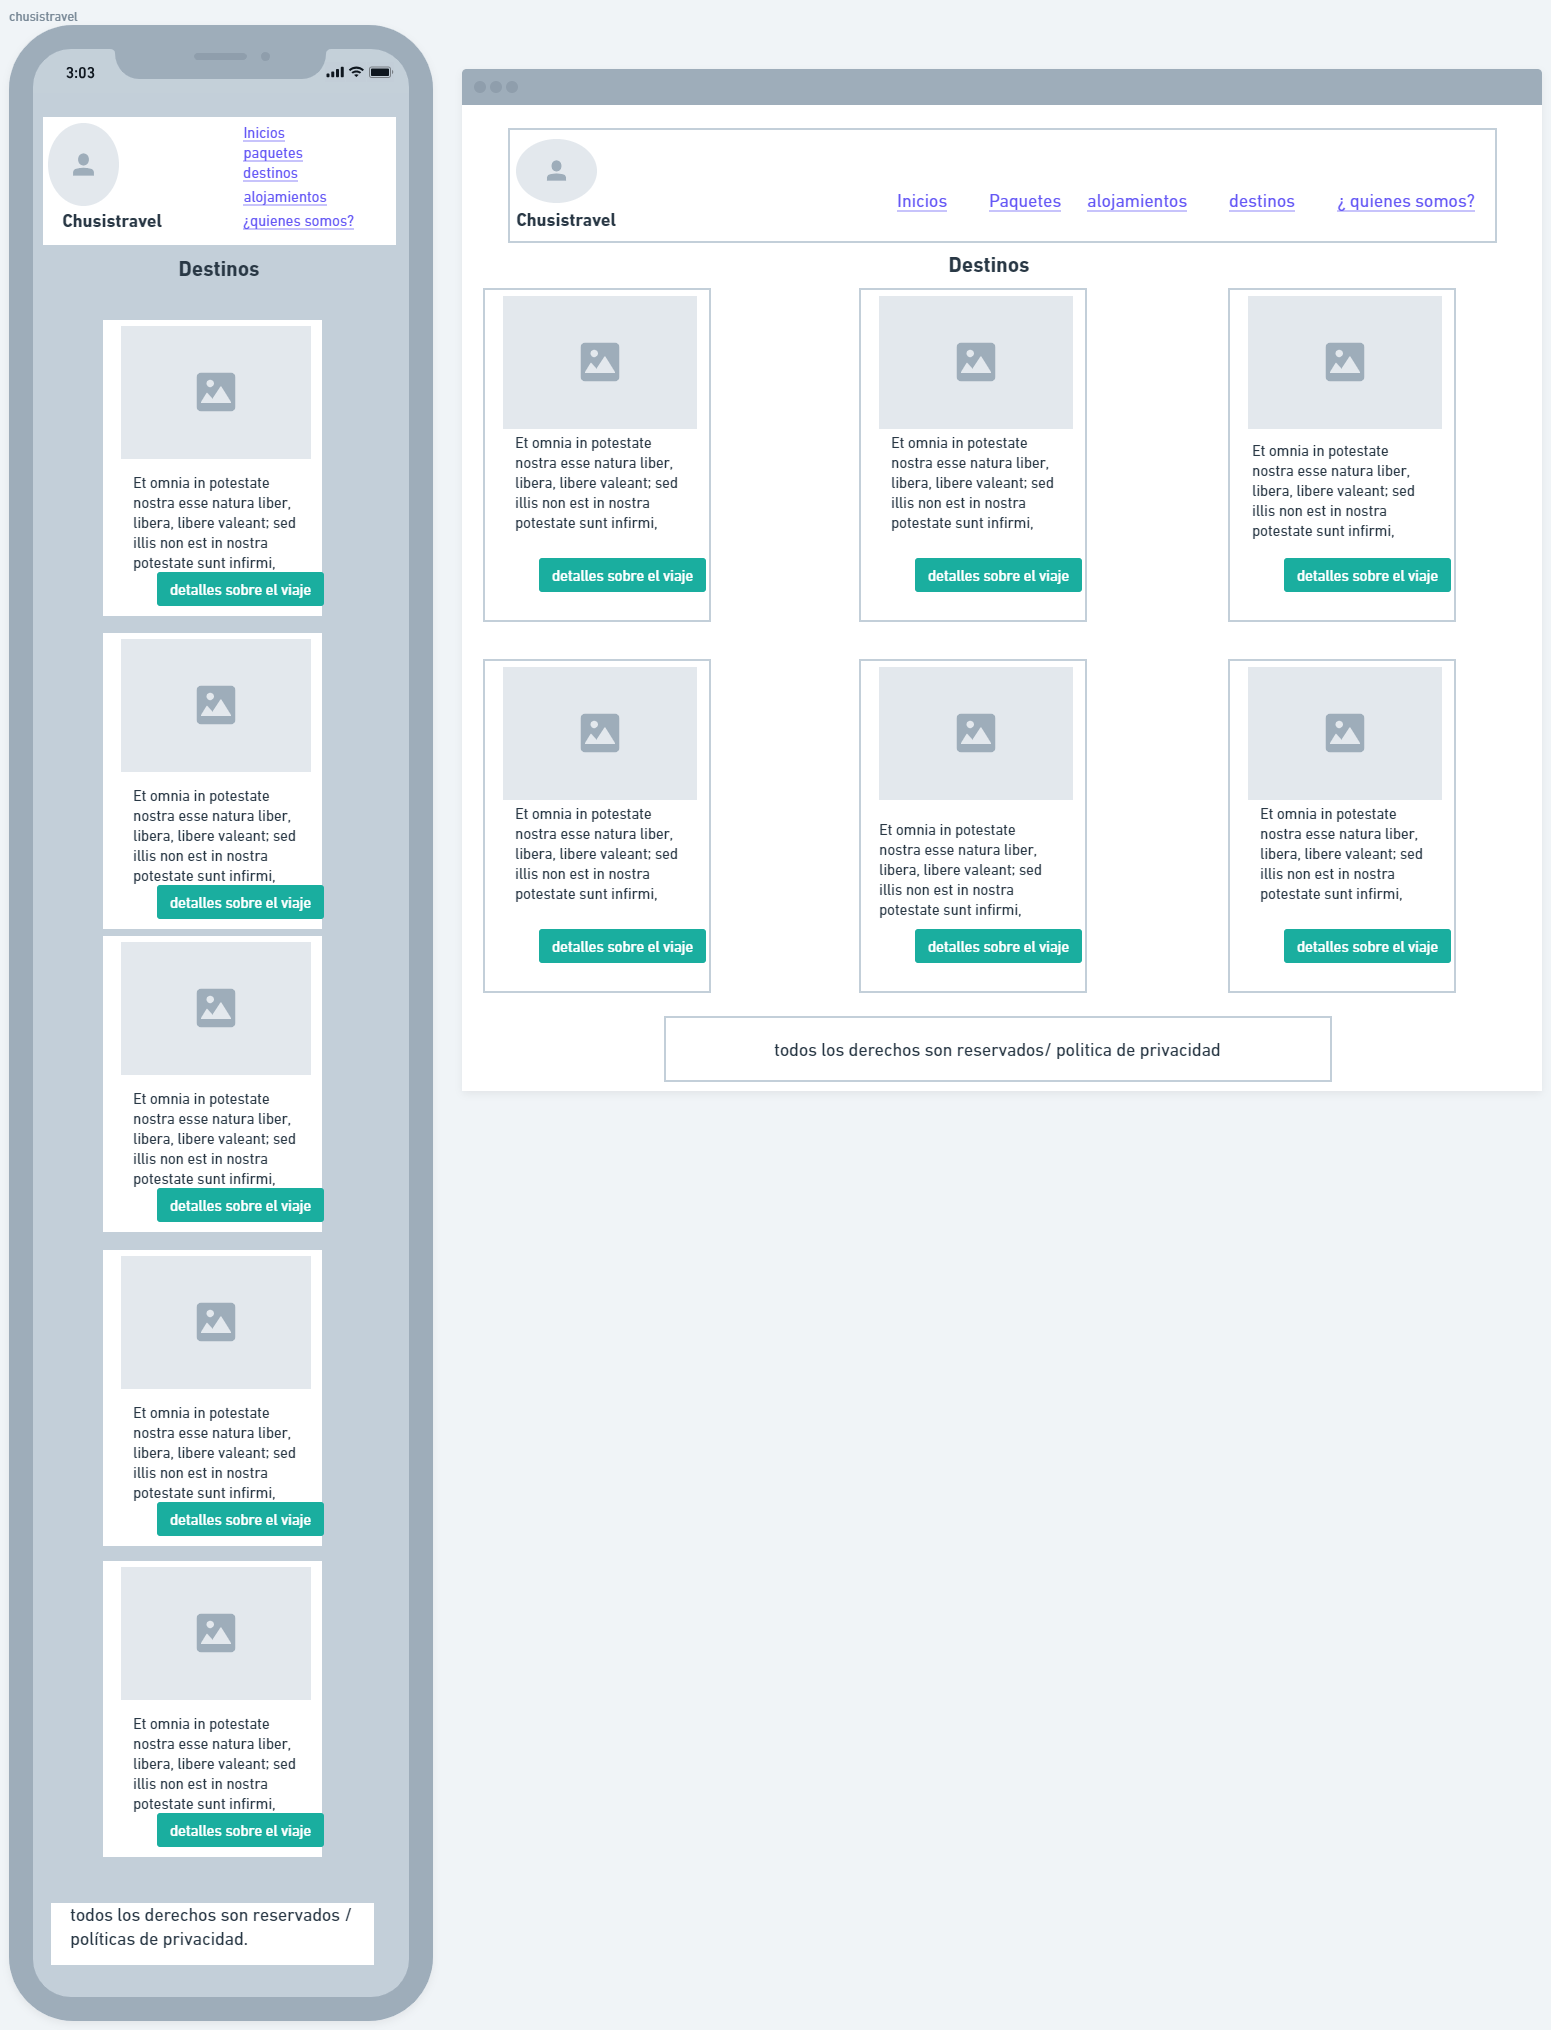 chusistravel
3:03
Inicios
paquetes
destinos
alojamientos
¿quienes somos?
Chusistravel
Destinos
Et omnia in potestate
nostra esse natura liber,
libera, libere valeant; sed
illis non est in nostra
potestate sunt infirmi,
detalles sobre el viaje
Et omnia in potestate
nostra esse natura liber,
libera, libere valeant; sed
illis non est in nostra
potestate sunt infirmi,
detalles sobre el viaje
Et omnia in potestate
nostra esse natura liber,
libera, libere valeant; sed
illis non est in nostra
potestate sunt infirmi,
detalles sobre el viaje
Et omnia in potestate
nostra esse natura liber,
libera, libere valeant; sed
illis non est in nostra
potestate sunt infirmi,
detalles sobre el viaje
Et omnia in potestate
nostra esse natura liber,
libera, libere valeant; sed
illis non est in nostra
potestate sunt infirmi,
detalles sobre el viaje
todos los derechos son reservados /
políticas de privacidad.
Chusistravel
Inicios Paquetes alojamientos destinos ¿ quienes somos?
Destinos
Et omnia in potestate
nostra esse natura liber,
libera, libere valeant; sed
illis non est in nostra
potestate sunt infirmi,
detalles sobre el viaje
Et omnia in potestate
nostra esse natura liber,
libera, libere valeant; sed
illis non est in nostra
potestate sunt infirmi,
detalles sobre el viaje
Et omnia in potestate
nostra esse natura liber,
libera, libere valeant; sed
illis non est in nostra
potestate sunt infirmi,
detalles sobre el viaje
Et omnia in potestate
nostra esse natura liber,
libera, libere valeant; sed
illis non est in nostra
potestate sunt infirmi,
detalles sobre el viaje
Et omnia in potestate
nostra esse natura liber,
libera, libere valeant; sed
illis non est in nostra
potestate sunt infirmi,
detalles sobre el viaje
Et omnia in potestate
nostra esse natura liber,
libera, libere valeant; sed
illis non est in nostra
potestate sunt infirmi,
detalles sobre el viaje
todos los derechos son reservados/ politica de privacidad